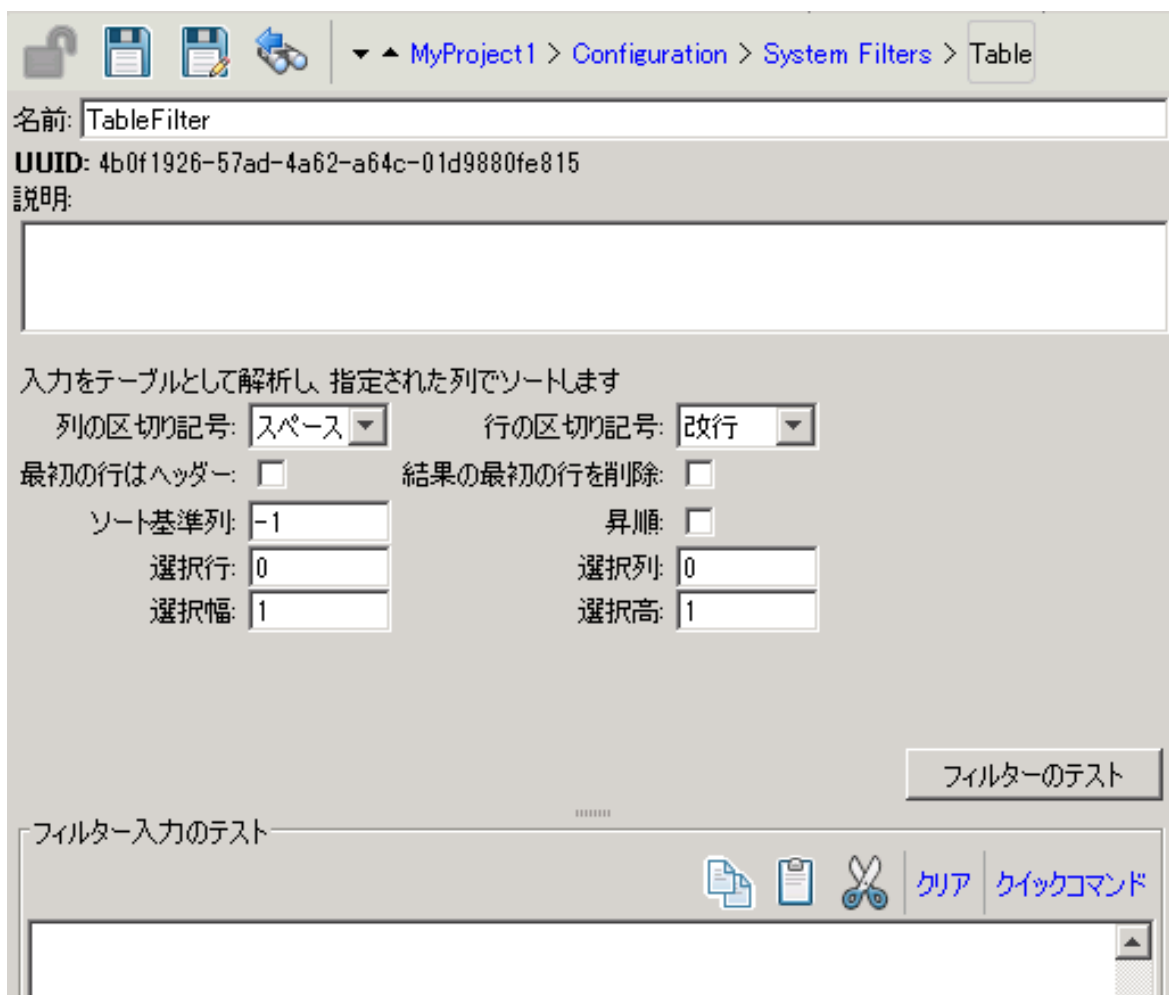 MyProject1 > Configuration > System Filters > Table
名前: TableFilter
UUID: 4b0f1926-57ad-4a62-a64c-01d9880fe815
説明:
入力をテーブルとして解析し、指定された列でソートします
列の区切り記号: スペース 行の区切り記号: 改行
最初の行はヘッダー: 結果の最初の行を削除:
ソート基準列: -1 昇順:
選択行: 0 選択列: 0
選択幅: 1 選択高: 1
フィルターのテスト
フィルター入力のテスト
クリア クイックコマンド